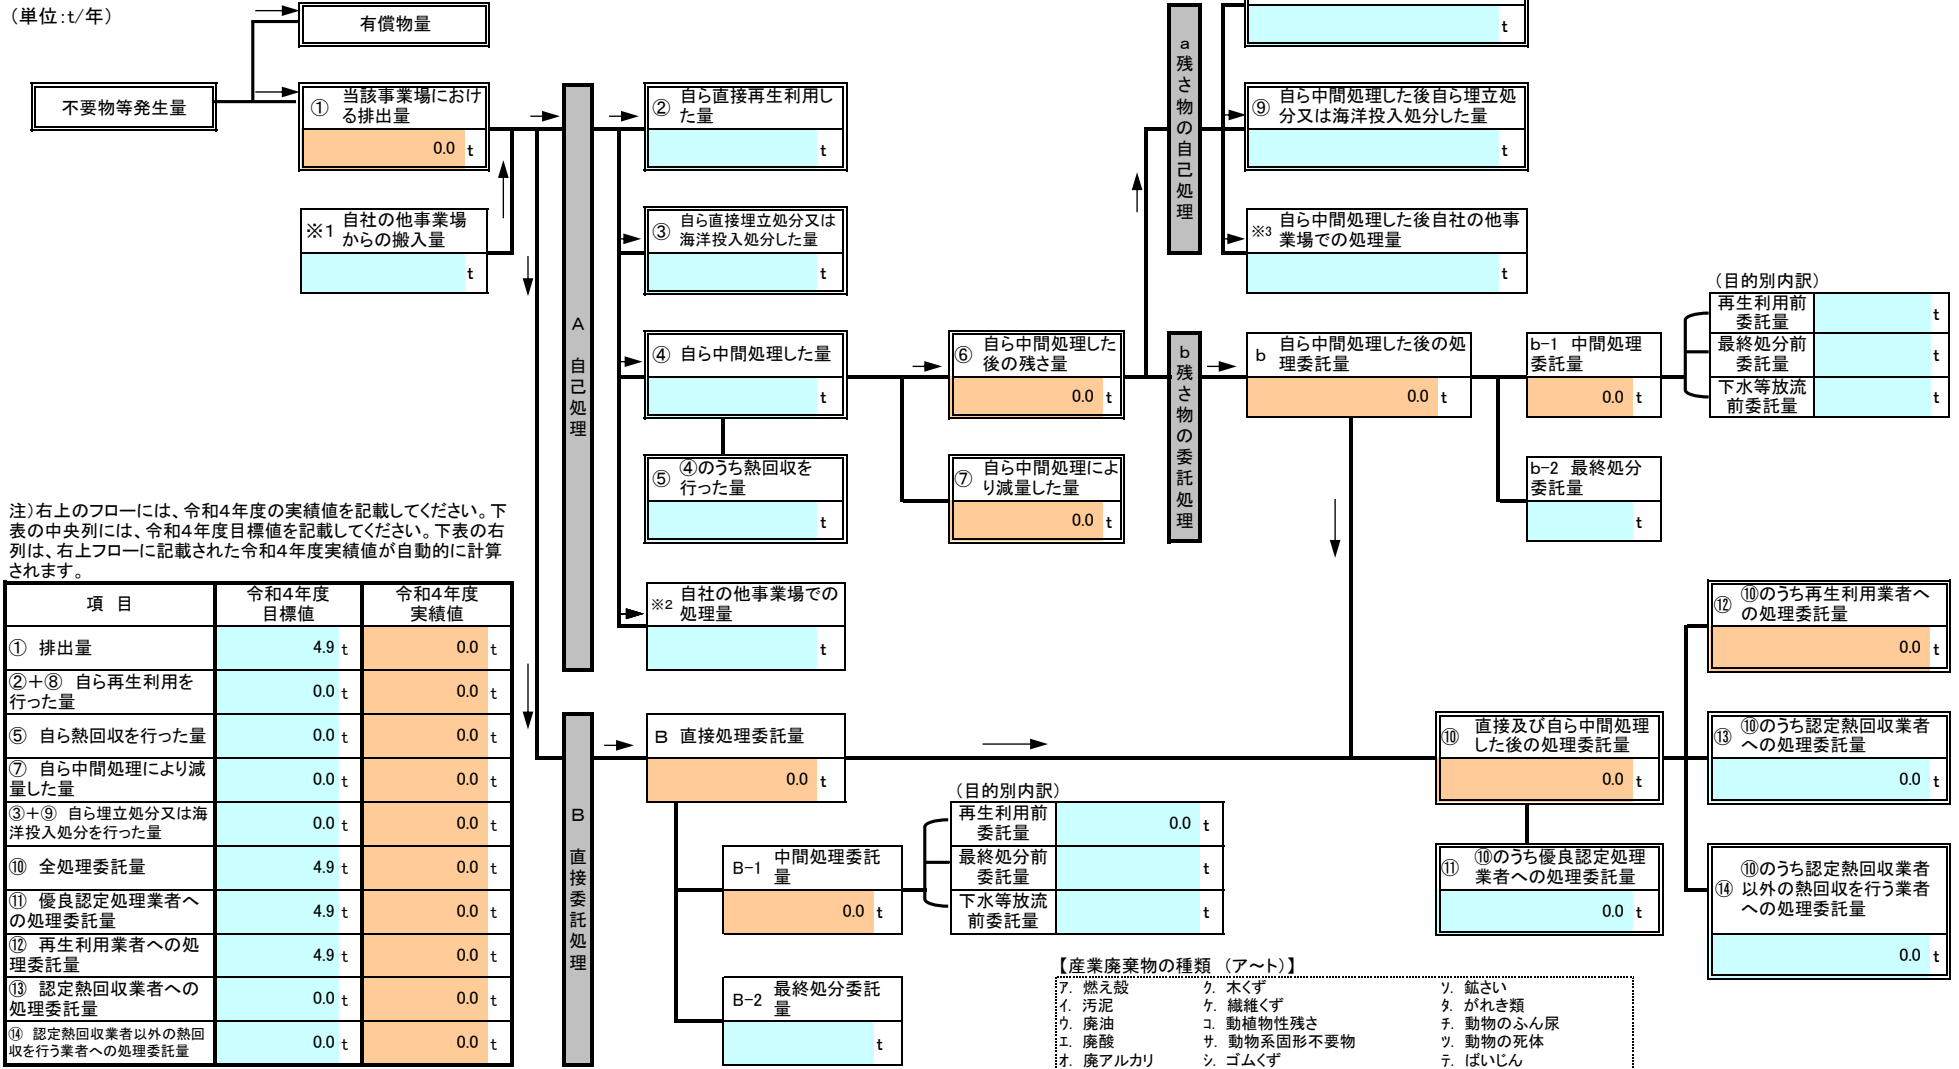 (単位:t/年)
有償物量
t
不要物等発生量
① 当該事業場におけ
る排出量
0.0 t
※1 自社の他事業場
からの搬入量
t
A 自己処理
② 自ら直接再生利用し
た量
t
③ 自ら直接埋立処分又は
海洋投入処分した量
t
④ 自ら中間処理した量
t
⑤ ④のうち熱回収を
行った量
t
※2 自社の他事業場での
処理量
t
⑥ 自ら中間処理した
後の残さ量
0.0 t
⑦ 自ら中間処理によ
り減量した量
0.0 t
a残さ物の自己処理
⑨ 自ら中間処理した後自ら埋立処
分又は海洋投入処分した量
t
※3 自ら中間処理した後自社の他事
業場での処理量
t
b残さ物の委託処理
b 自ら中間処理した後の処
理委託量
0.0 t
b-1 中間処理
委託量
0.0 t
b-2 最終処分
委託量
t
(目的別内訳)
再生利用前
委託量 t
最終処分前
委託量 t
下水等放流
前委託量 t
注)右上のフローには、令和4年度の実績値を記載してください。下
表の中央列には、令和4年度目標値を記載してください。下表の右
列は、右上フローに記載された令和4年度実績値が自動的に計算
されます。
項 目 令和4年度
目標値 令和4年度
実績値
① 排出量 4.9 t 0.0 t
②+⑧ 自ら再生利用を
行った量 0.0 t 0.0 t
⑤ 自ら熱回収を行った量 0.0 t 0.0 t
⑦ 自ら中間処理により減
量した量 0.0 t 0.0 t
③+⑨ 自ら埋立処分又は海
洋投入処分を行った量 0.0 t 0.0 t
⑩ 全処理委託量 4.9 t 0.0 t
⑪ 優良認定処理業者へ
の処理委託量 4.9 t 0.0 t
⑫ 再生利用業者への処
理委託量 4.9 t 0.0 t
⑬ 認定熱回収業者への
処理委託量 0.0 t 0.0 t
⑭ 認定熱回収業者以外の熱回
収を行う業者への処理委託量 0.0 t 0.0 t
B 直接委託処理
B 直接処理委託量
0.0 t
B-1 中間処理委託
量
0.0 t
B-2 最終処分委託
量
t
(目的別内訳)
再生利用前
委託量 0.0 t
最終処分前
委託量 t
下水等放流
前委託量 t
⑩ 直接及び自ら中間処理
した後の処理委託量
0.0 t
⑪ ⑩のうち優良認定処理
業者への処理委託量
0.0 t
⑫ ⑩のうち再生利用業者へ
の処理委託量
0.0 t
⑬ ⑩のうち認定熱回収業者
への処理委託量
0.0 t
⑭ ⑩のうち認定熱回収業者
以外の熱回収を行う業者
への処理委託量
0.0 t
【産業廃棄物の種類 (ア~ト)】
ア. 燃え殻 ク. 木くず ソ. 鉱さい
イ. 汚泥 ケ. 繊維くず タ. がれき類
ウ. 廃油 コ. 動植物性残さ チ. 動物のふん尿
エ. 廃酸 サ. 動物系固形不要物 ツ. 動物の死体
オ. 廃アルカリ シ. ゴムくず テ. ばいじん